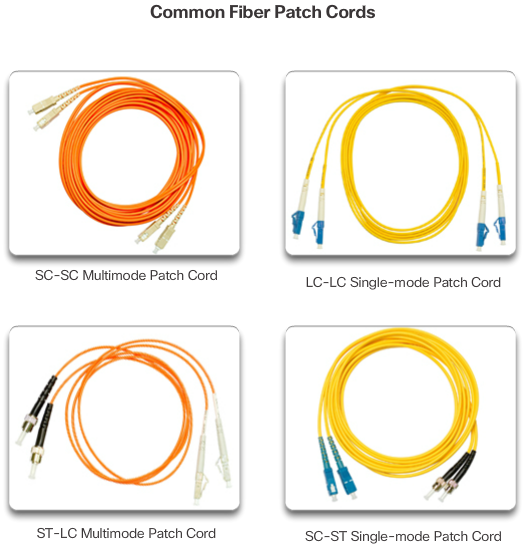 Common Fiber Patch Cords
SC-SC Multimode Patch Cord
LC-LC Single-mode Patch Cord
ST-LC Multimode Patch Cord
SC-ST Single-mode Patch Cord